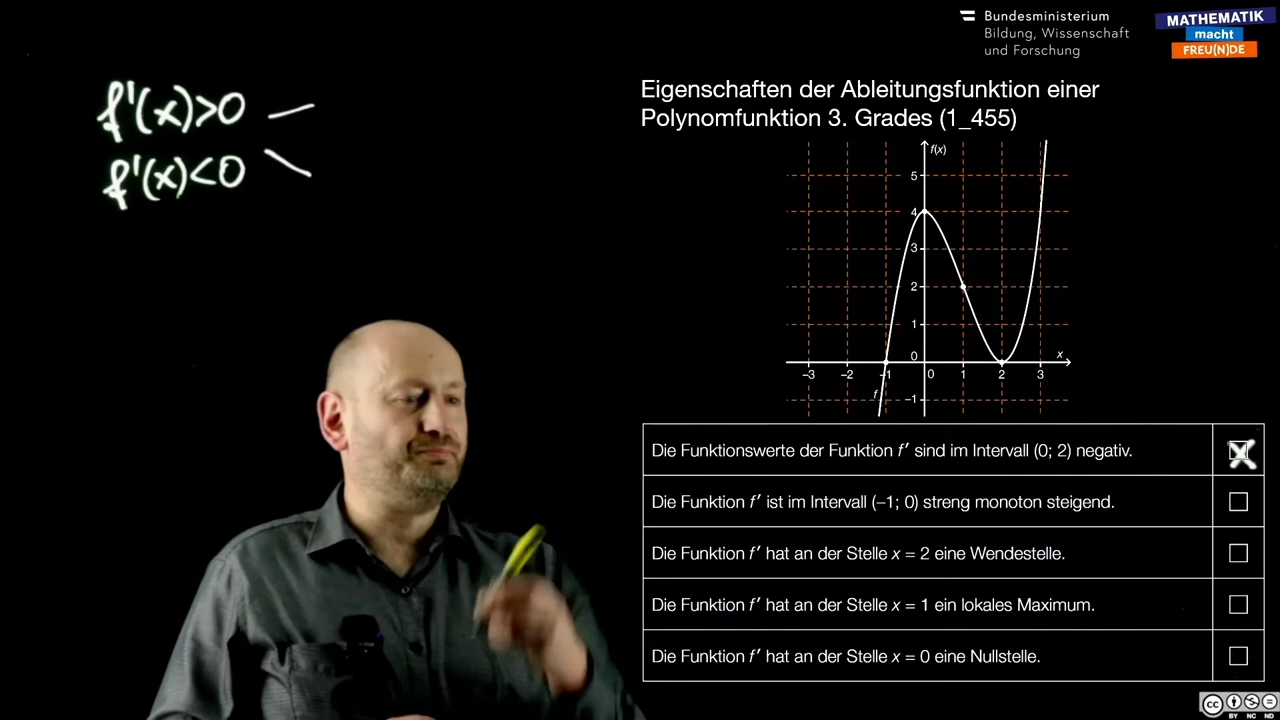 Bundesministerium
Bildung, Wissenschaft
und Forschung
MATHEMATIK
macht
FREU(N)DE
f'(x)>0
f'(x)<0
Eigenschaften der Ableitungsfunktion einer
Polynomfunktion 3. Grades (1_455)
f(x)
5
4
3
2
1
0
x
–3 –2 –1 0 1 2 3
f
–1
Die Funktionswerte der Funktion f′ sind im Intervall (0; 2) negativ.
Die Funktion f′ ist im Intervall (–1; 0) streng monoton steigend.
Die Funktion f′ hat an der Stelle x = 2 eine Wendestelle.
Die Funktion f′ hat an der Stelle x = 1 ein lokales Maximum.
Die Funktion f′ hat an der Stelle x = 0 eine Nullstelle.
cc
BY NC ND